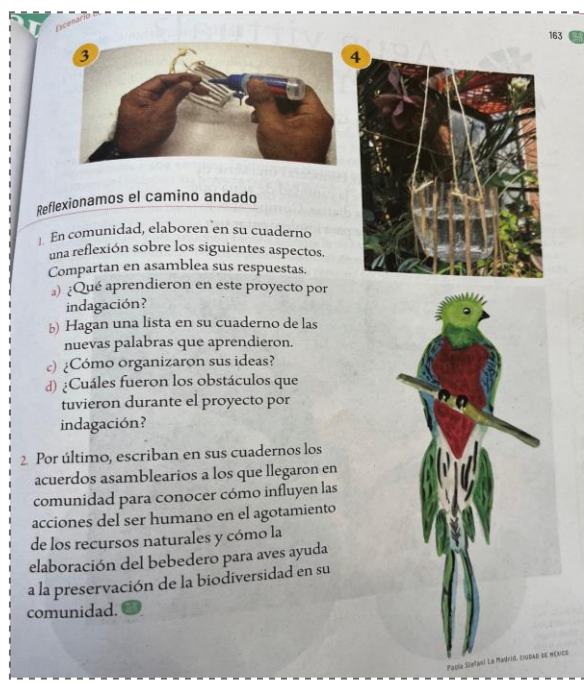 Escenario
163
3
4
Reflexionamos el camino andado
1. En comunidad, elaboren en su cuaderno
una reflexión sobre los siguientes aspectos.
Compartan en asamblea sus respuestas.
a) ¿Qué aprendieron en este proyecto por
indagación?
b) Hagan una lista en su cuaderno de las
nuevas palabras que aprendieron.
c) ¿Cómo organizaron sus ideas?
d) ¿Cuáles fueron los obstáculos que
tuvieron durante el proyecto por
indagación?
2. Por último, escriban en sus cuadernos los
acuerdos asamblearios a los que llegaron en
comunidad para conocer cómo influyen las
acciones del ser humano en el agotamiento
de los recursos naturales y cómo la
elaboración del bebedero para aves ayuda
a la preservación de la biodiversidad en su
comunidad.
Paula Stefani La Madrid, CIUDAD DE MÉXICO